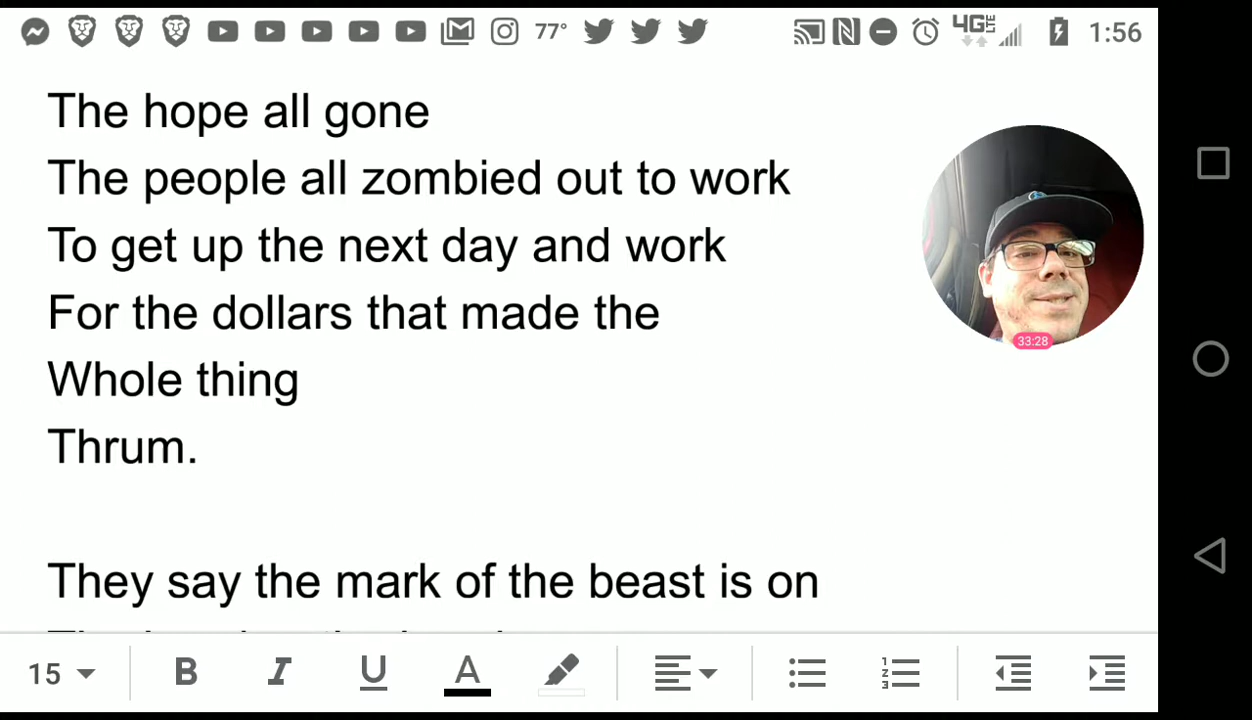 77° 4G LTE 1:56
The hope all gone
The people all zombied out to work
To get up the next day and work
For the dollars that made the
Whole thing
Thrum.
33:28
They say the mark of the beast is on
15 B I U A